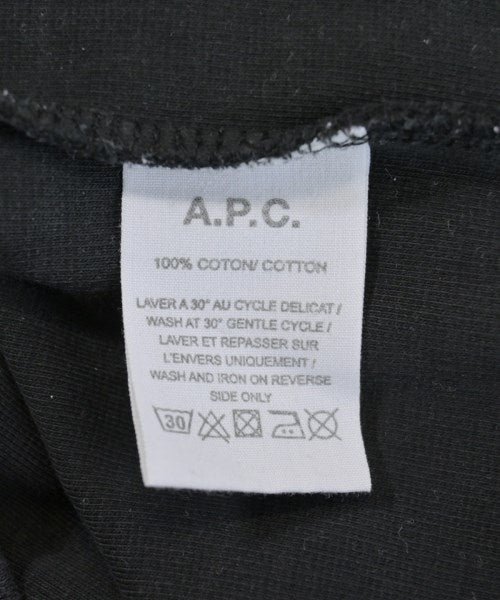 A.P.C.
100% COTON/ COTTON
LAVER A 30° AU CYCLE DELICAT /
WASH AT 30° GENTLE CYCLE /
LAVER ET REPASSER SUR
L'ENVERS UNIQUEMENT /
WASH AND IRON ON REVERSE
SIDE ONLY
30